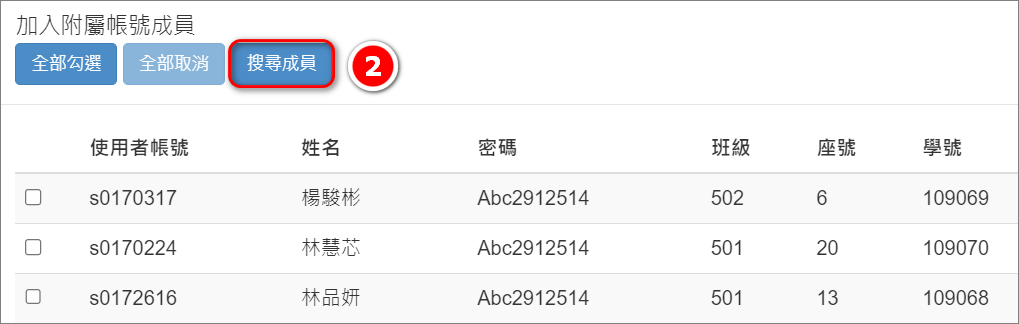 加入附屬帳號成員
全部勾選 全部取消 搜尋成員 2
使用者帳號 姓名 密碼 班級 座號 學號
s0170317 楊駿彬 Abc2912514 502 6 109069
s0170224 林慧芯 Abc2912514 501 20 109070
s0172616 林品妍 Abc2912514 501 13 109068